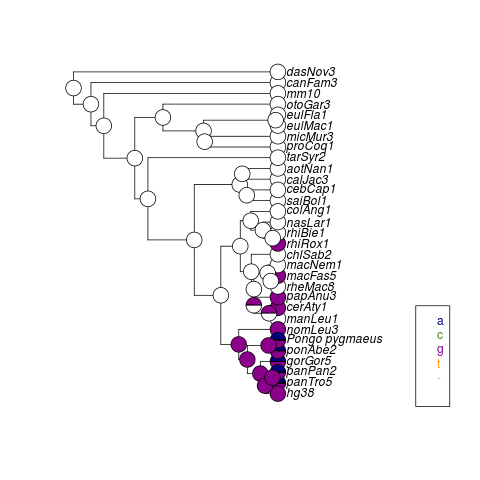 dasNov3
canFam3
mm10
otoGar3
eulFla1
eulMac1
micMur3
proCoq1
tarSyr2
aotNan1
calJac3
cebCap1
saiBol1
colAng1
nasLar1
rhiBie1
rhiRox1
chlSab2
macNem1
macFas5
rheMac8
papAnu3
cerAty1
manLeu1
nomLeu3
Pongo pygmaeus
ponAbe2
gorGor5
panPan2
panTro5
hg38
a
c
g
t
-